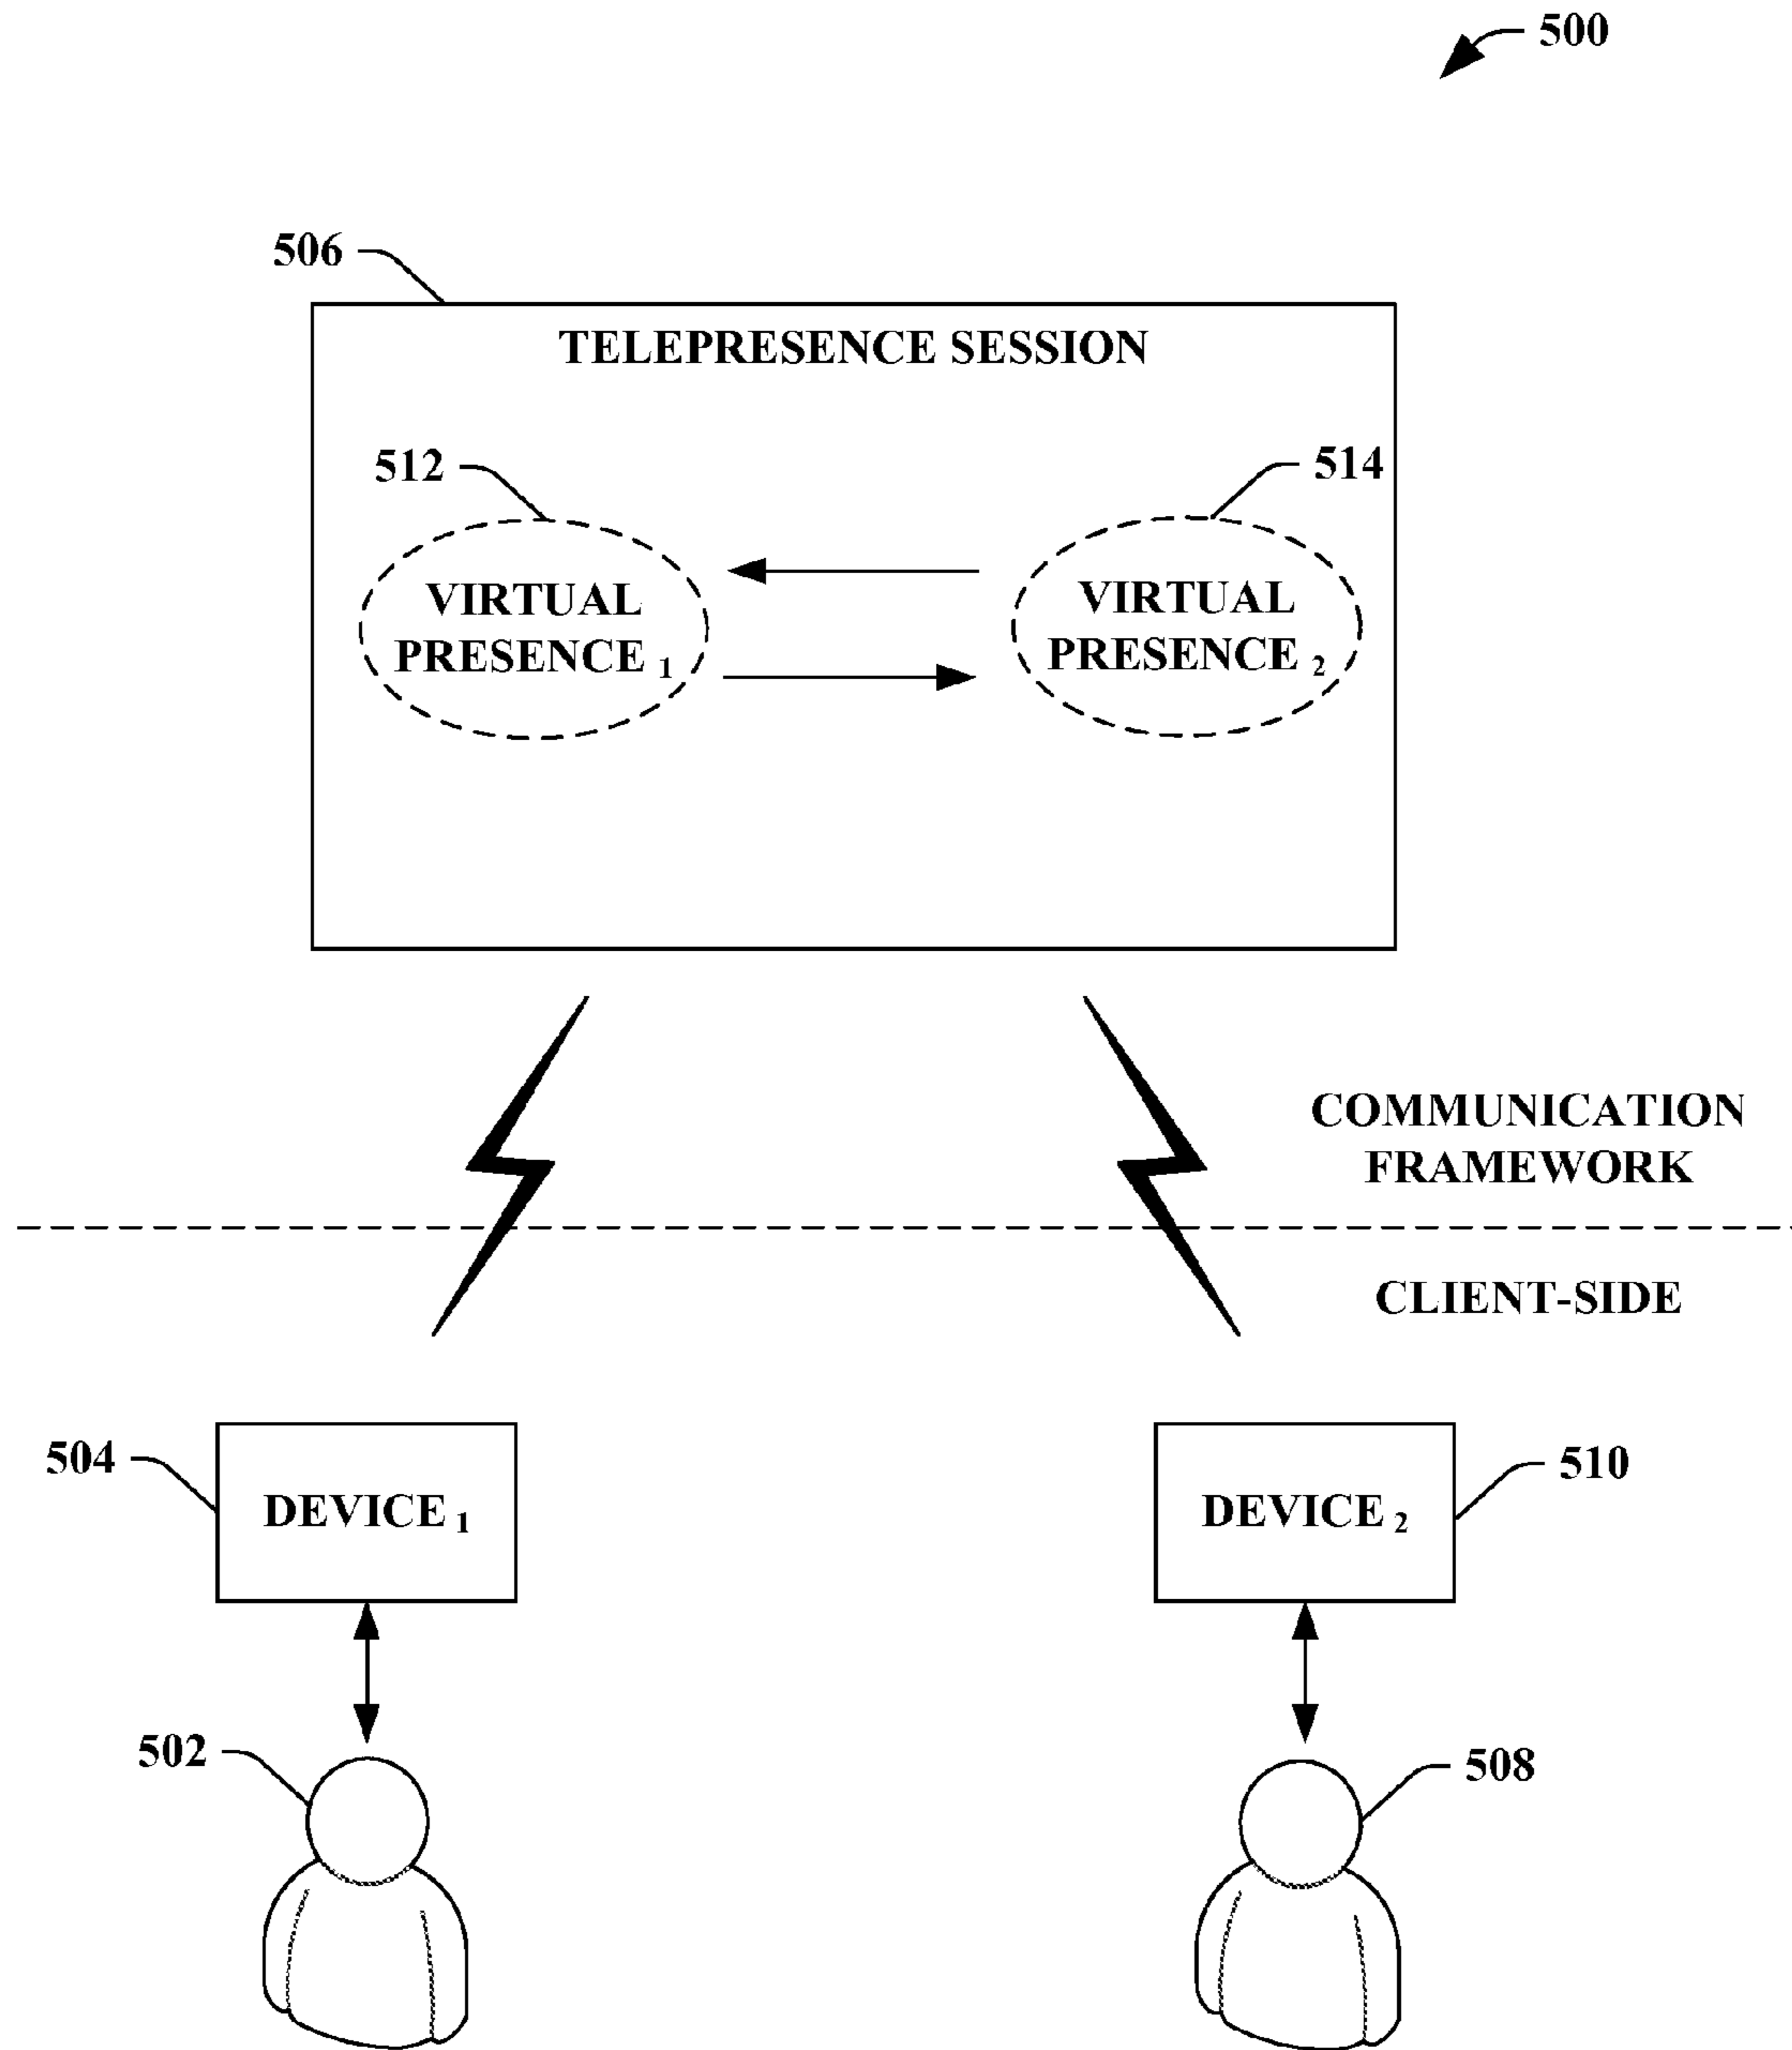 500
506
TELEPRESENCE SESSION
512
514
VIRTUAL
PRESENCE 1
VIRTUAL
PRESENCE 2
COMMUNICATION
FRAMEWORK
CLIENT-SIDE
504
DEVICE 1
DEVICE 2
510
502
508